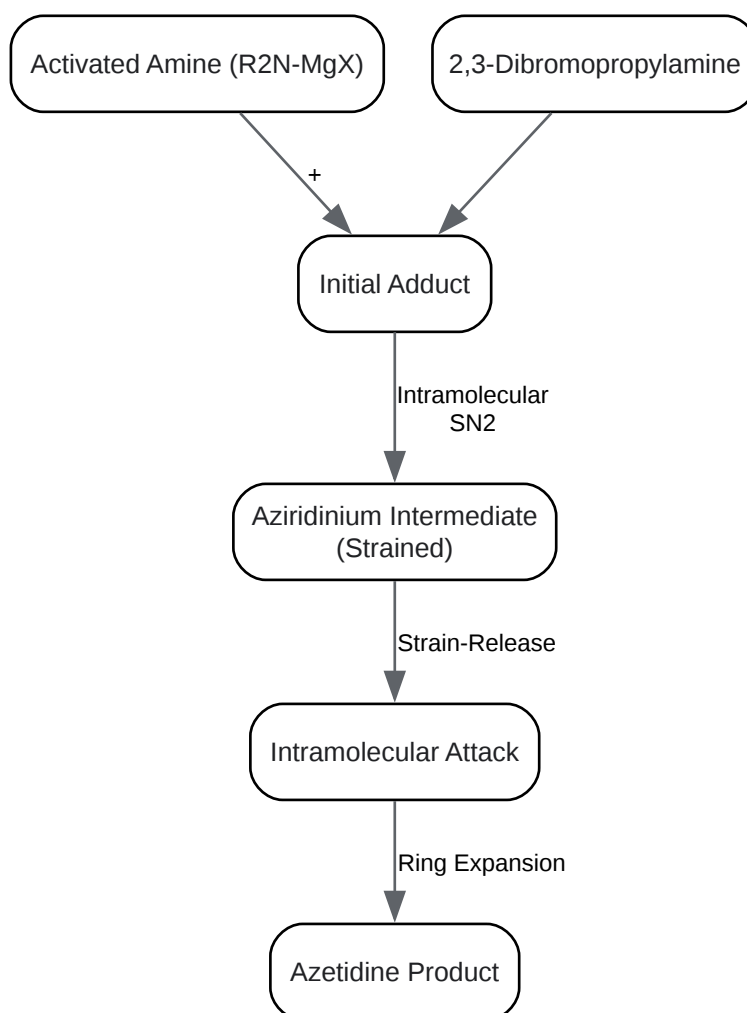 Activated Amine (R2N-MgX)
2,3-Dibromopropylamine
+
Initial Adduct
Intramolecular
SN2
Aziridinium Intermediate
(Strained)
Strain-Release
Intramolecular Attack
Ring Expansion
Azetidine Product